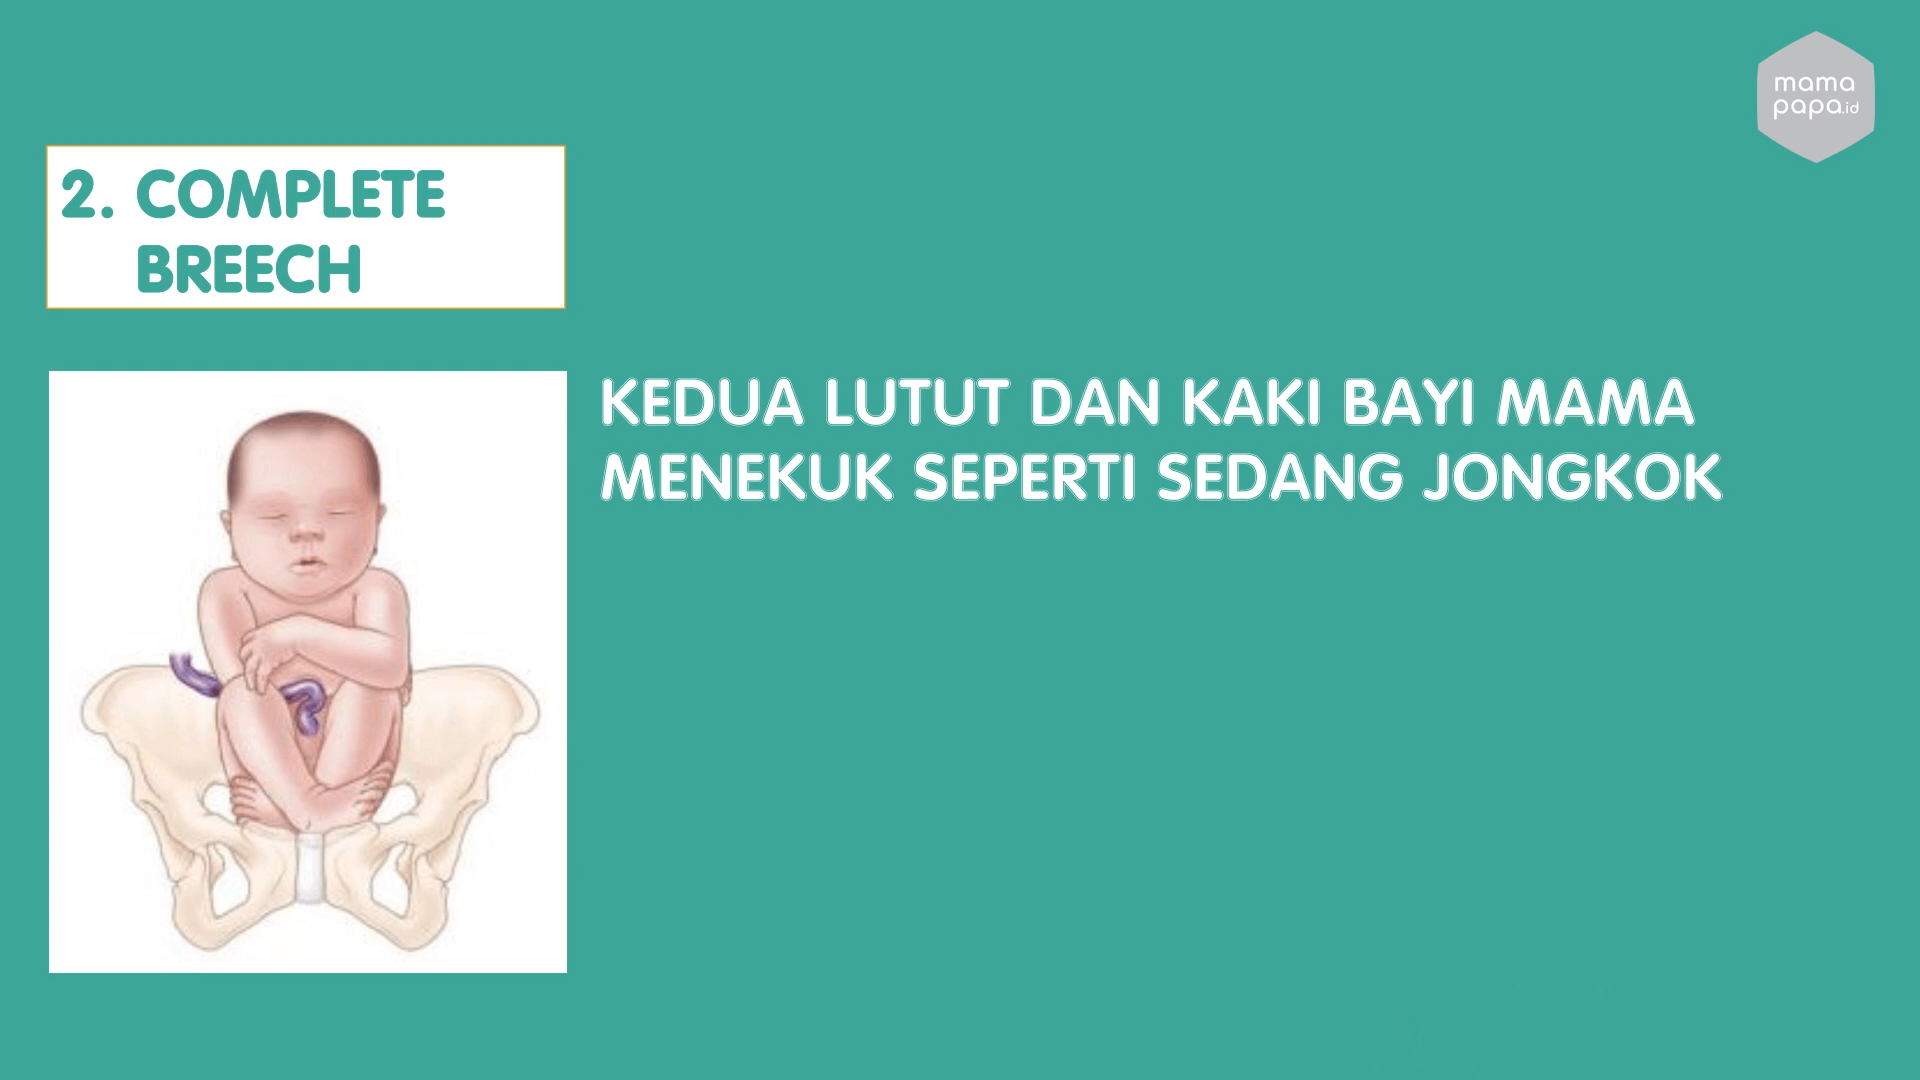 mama
papa.id
2. COMPLETE
BREECH
KEDUA LUTUT DAN KAKI BAYI MAMA
MENEKUK SEPERTI SEDANG JONGKOK